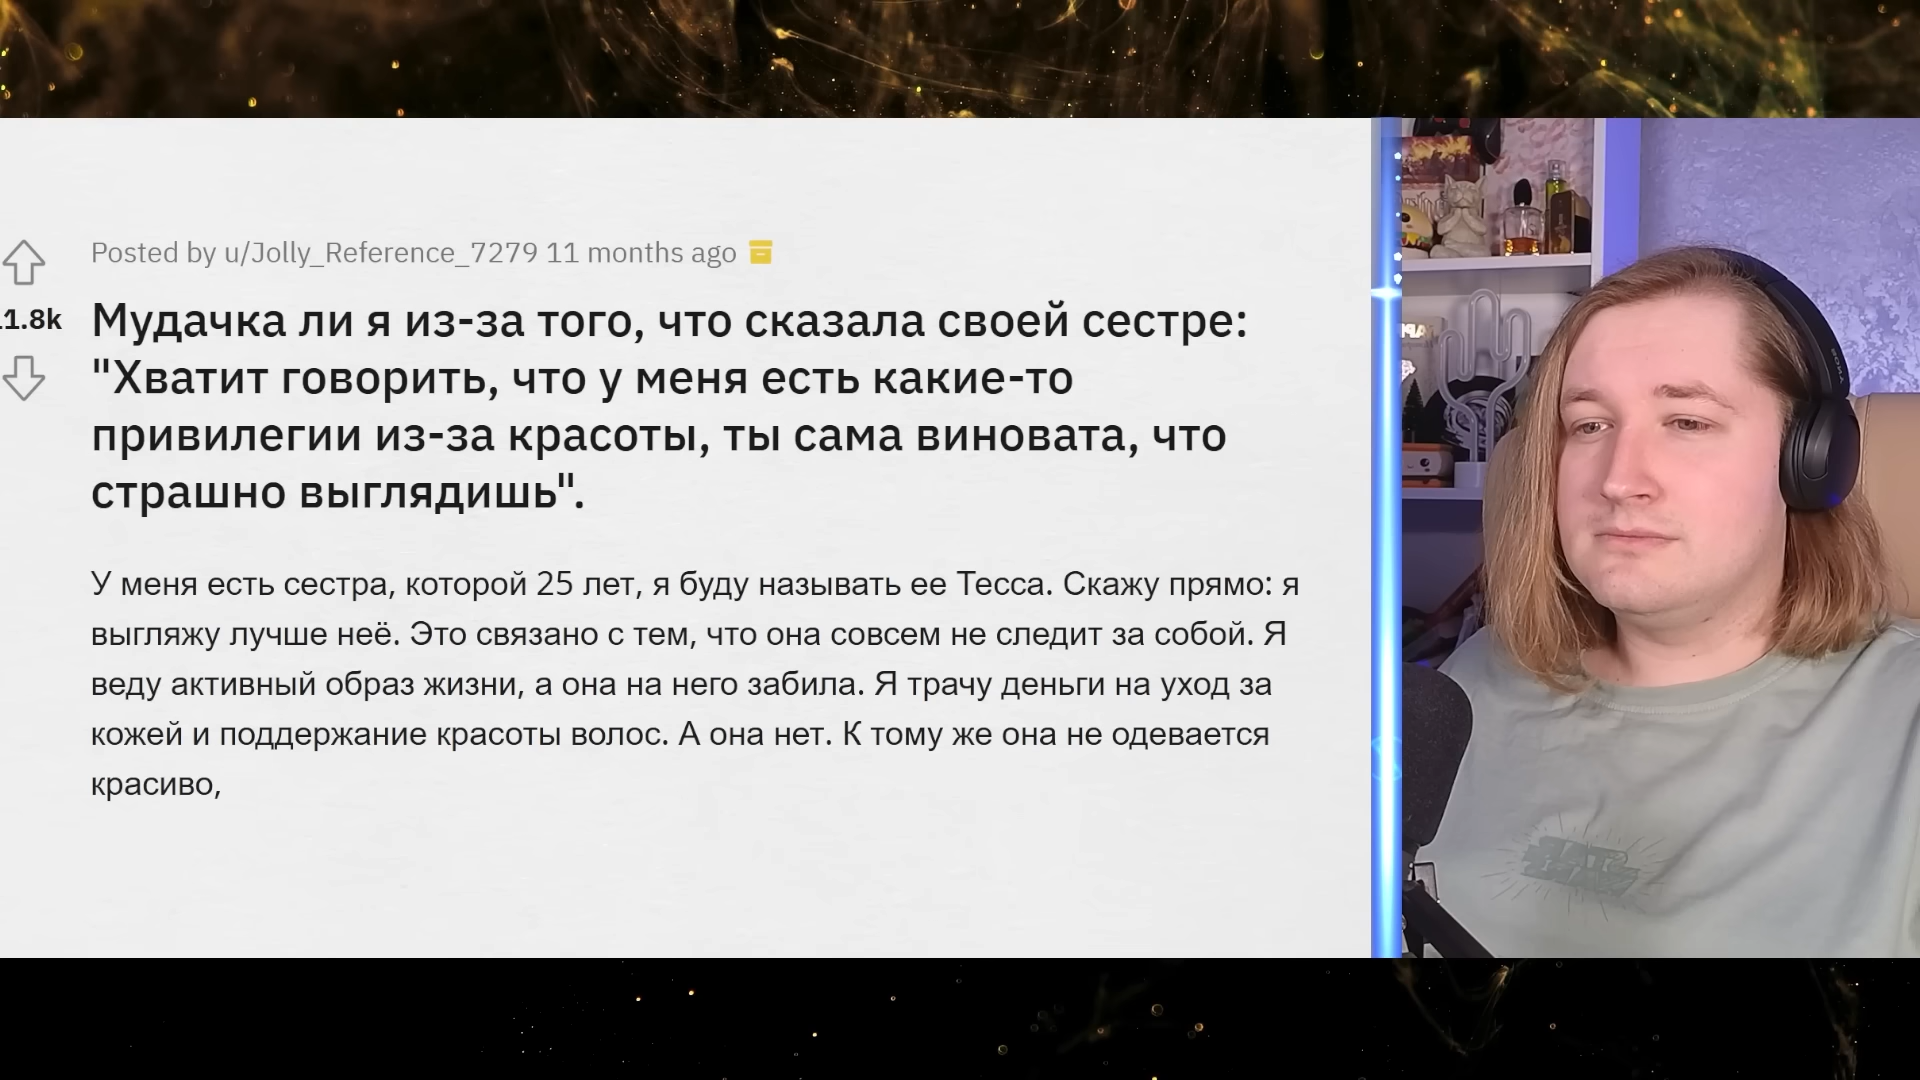 Posted by u/Jolly_Reference_7279 11 months ago
Мудачка ли я из-за того, что сказала своей сестре:
11.8k
"Хватит говорить, что у меня есть какие-то
привилегии из-за красоты, ты сама виновата, что
страшно выглядишь".
У меня есть сестра, которой 25 лет, я буду называть ее Тесса. Скажу прямо: я
выгляжу лучше неё. Это связано с тем, что она совсем не следит за собой. Я
веду активный образ жизни, а она на него забила. Я трачу деньги на уход за
кожей и поддержание красоты волос. А она нет. К тому же она не одевается
красиво,